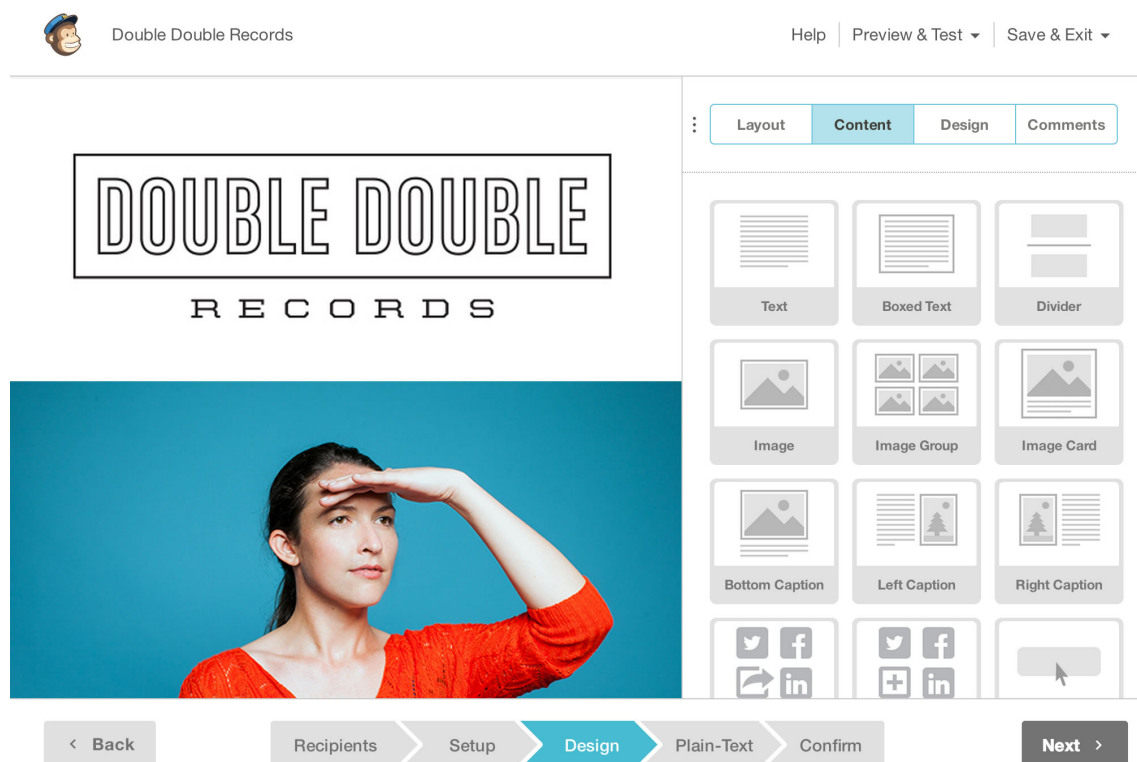 Double Double Records
Help Preview & Test Save & Exit
Layout Content Design Comments
DOUBLE DOUBLE
RECORDS
Text Boxed Text Divider
Image Image Group Image Card
Bottom Caption Left Caption Right Caption
in in
Back Recipients Setup Design Plain-Text Confirm Next